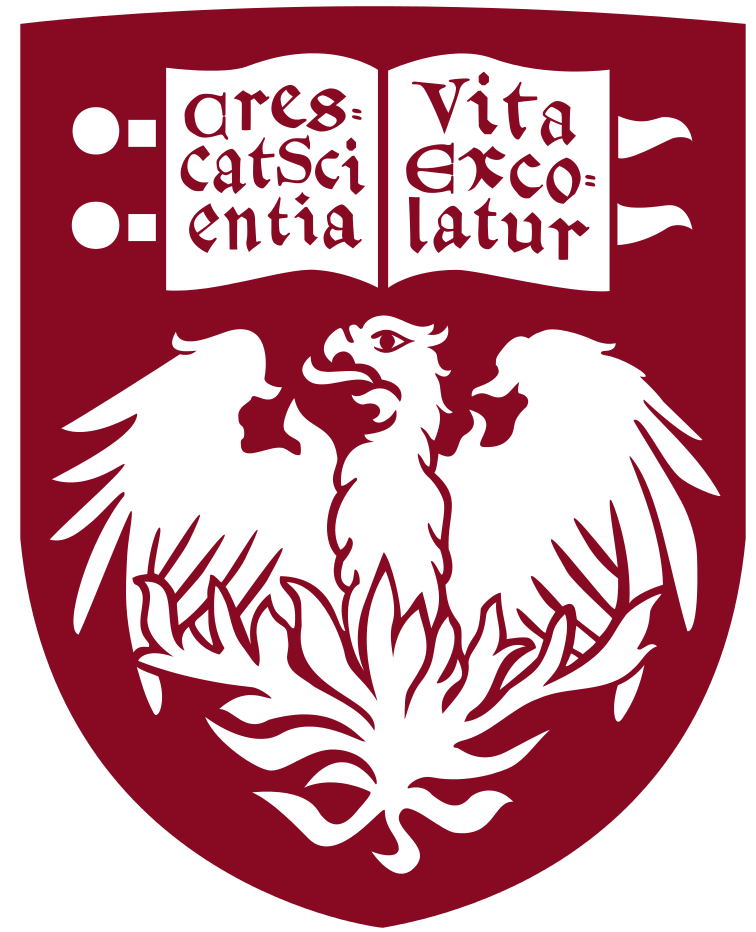 Cres=
catSci
entia
Vita
Exco=
latur